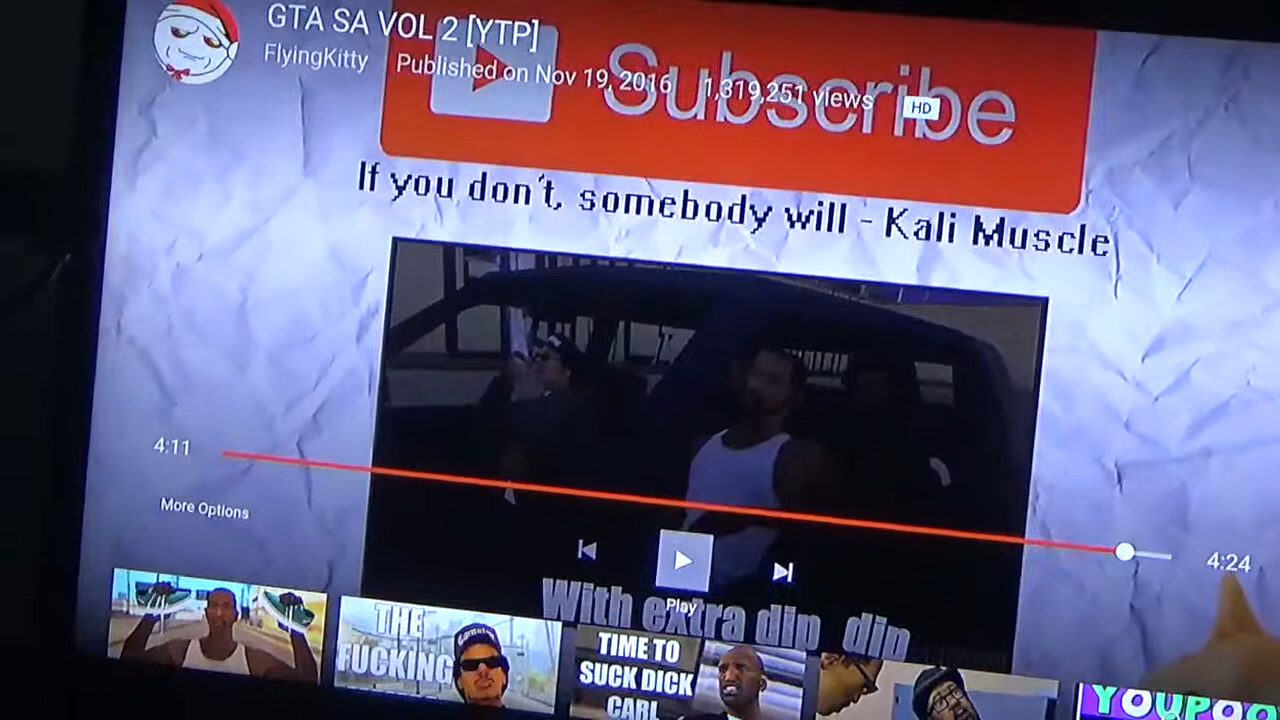 GTA SA VOL 2 [YTP]
FlyingKitty Published on Nov 19, 2016 1,319,251 views HD
Subscribe
If you don't, somebody will - Kali Muscle
4:11
4:24
More Options
Play
With extra dip dip
THE
FUCKING
TIME TO
SUCK DICK
CARL
YOUPOO